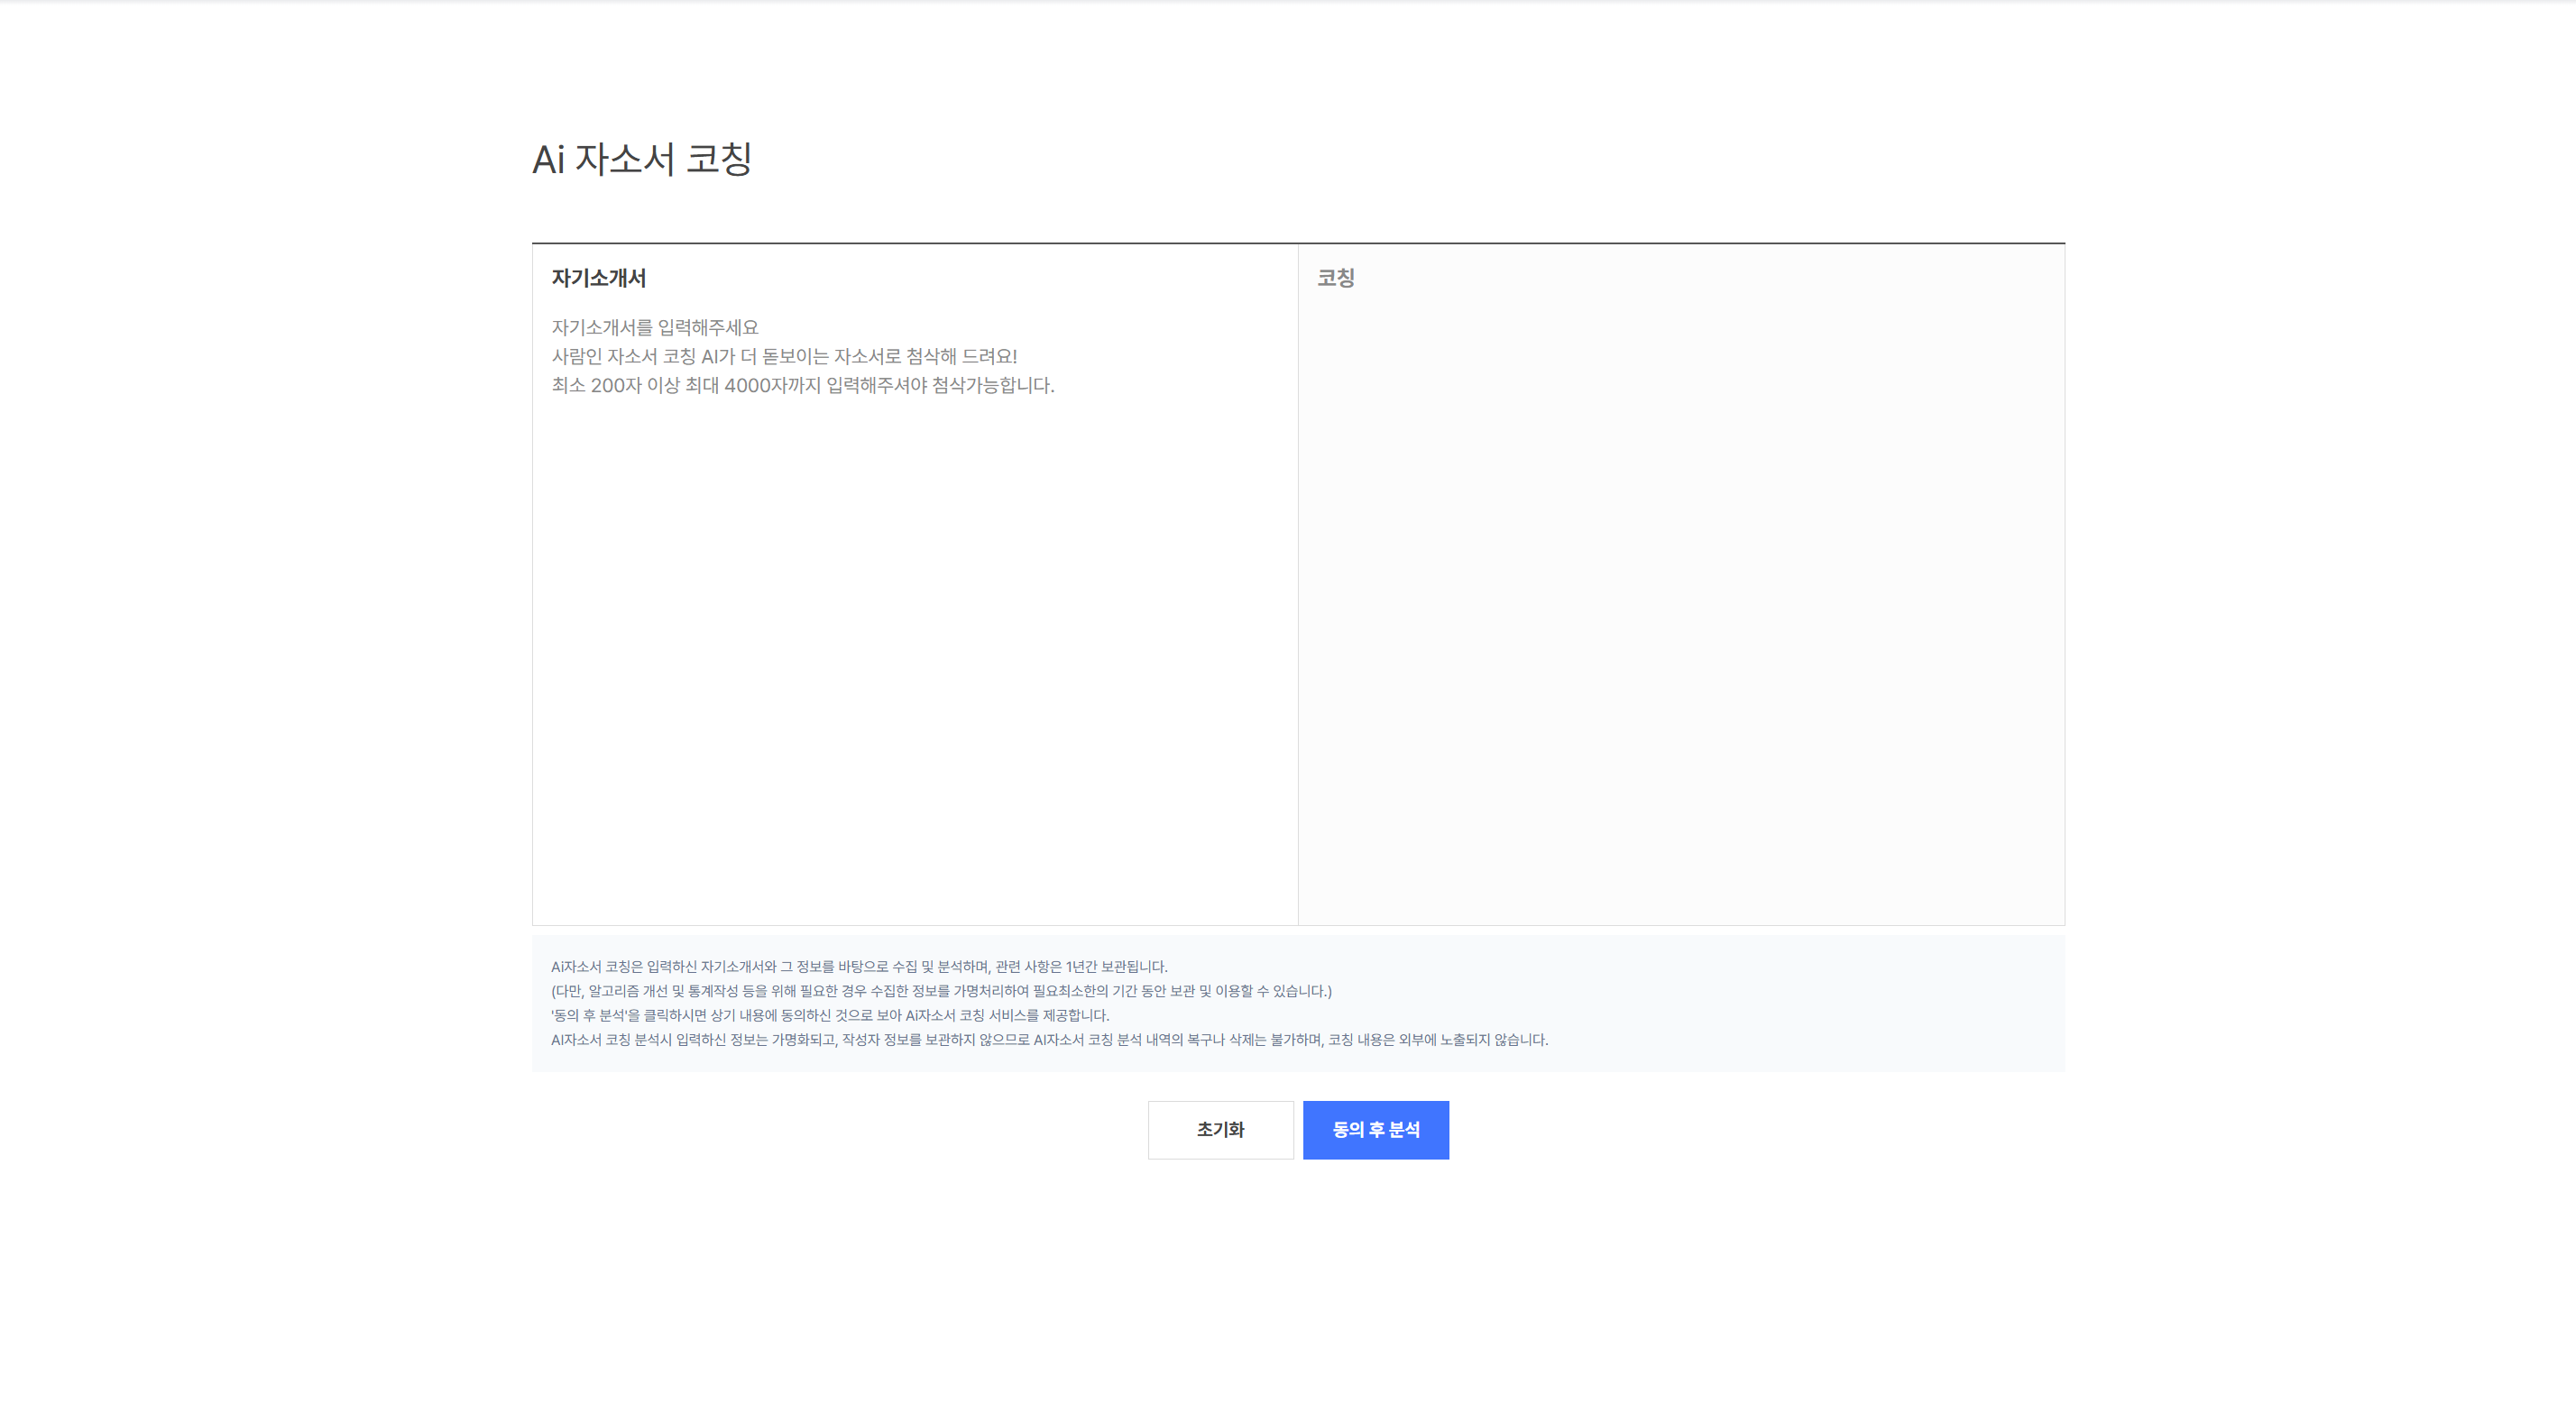 Ai 자소서 코칭
자기소개서
자기소개서를 입력해주세요
사람인 자소서 코칭 AI가 더 돋보이는 자소서로 첨삭해 드려요!
최소 200자 이상 최대 4000자까지 입력해주셔야 첨삭가능합니다.
코칭
Ai자소서 코칭은 입력하신 자기소개서와 그 정보를 바탕으로 수집 및 분석하며, 관련 사항은 1년간 보관됩니다.
(다만, 알고리즘 개선 및 통계작성 등을 위해 필요한 경우 수집한 정보를 가명처리하여 필요최소한의 기간 동안 보관 및 이용할 수 있습니다.)
'동의 후 분석'을 클릭하시면 상기 내용에 동의하신 것으로 보아 Ai자소서 코칭 서비스를 제공합니다.
AI자소서 코칭 분석시 입력하신 정보는 가명화되고, 작성자 정보를 보관하지 않으므로 AI자소서 코칭 분석 내역의 복구나 삭제는 불가하며, 코칭 내용은 외부에 노출되지 않습니다.
초기화
동의 후 분석